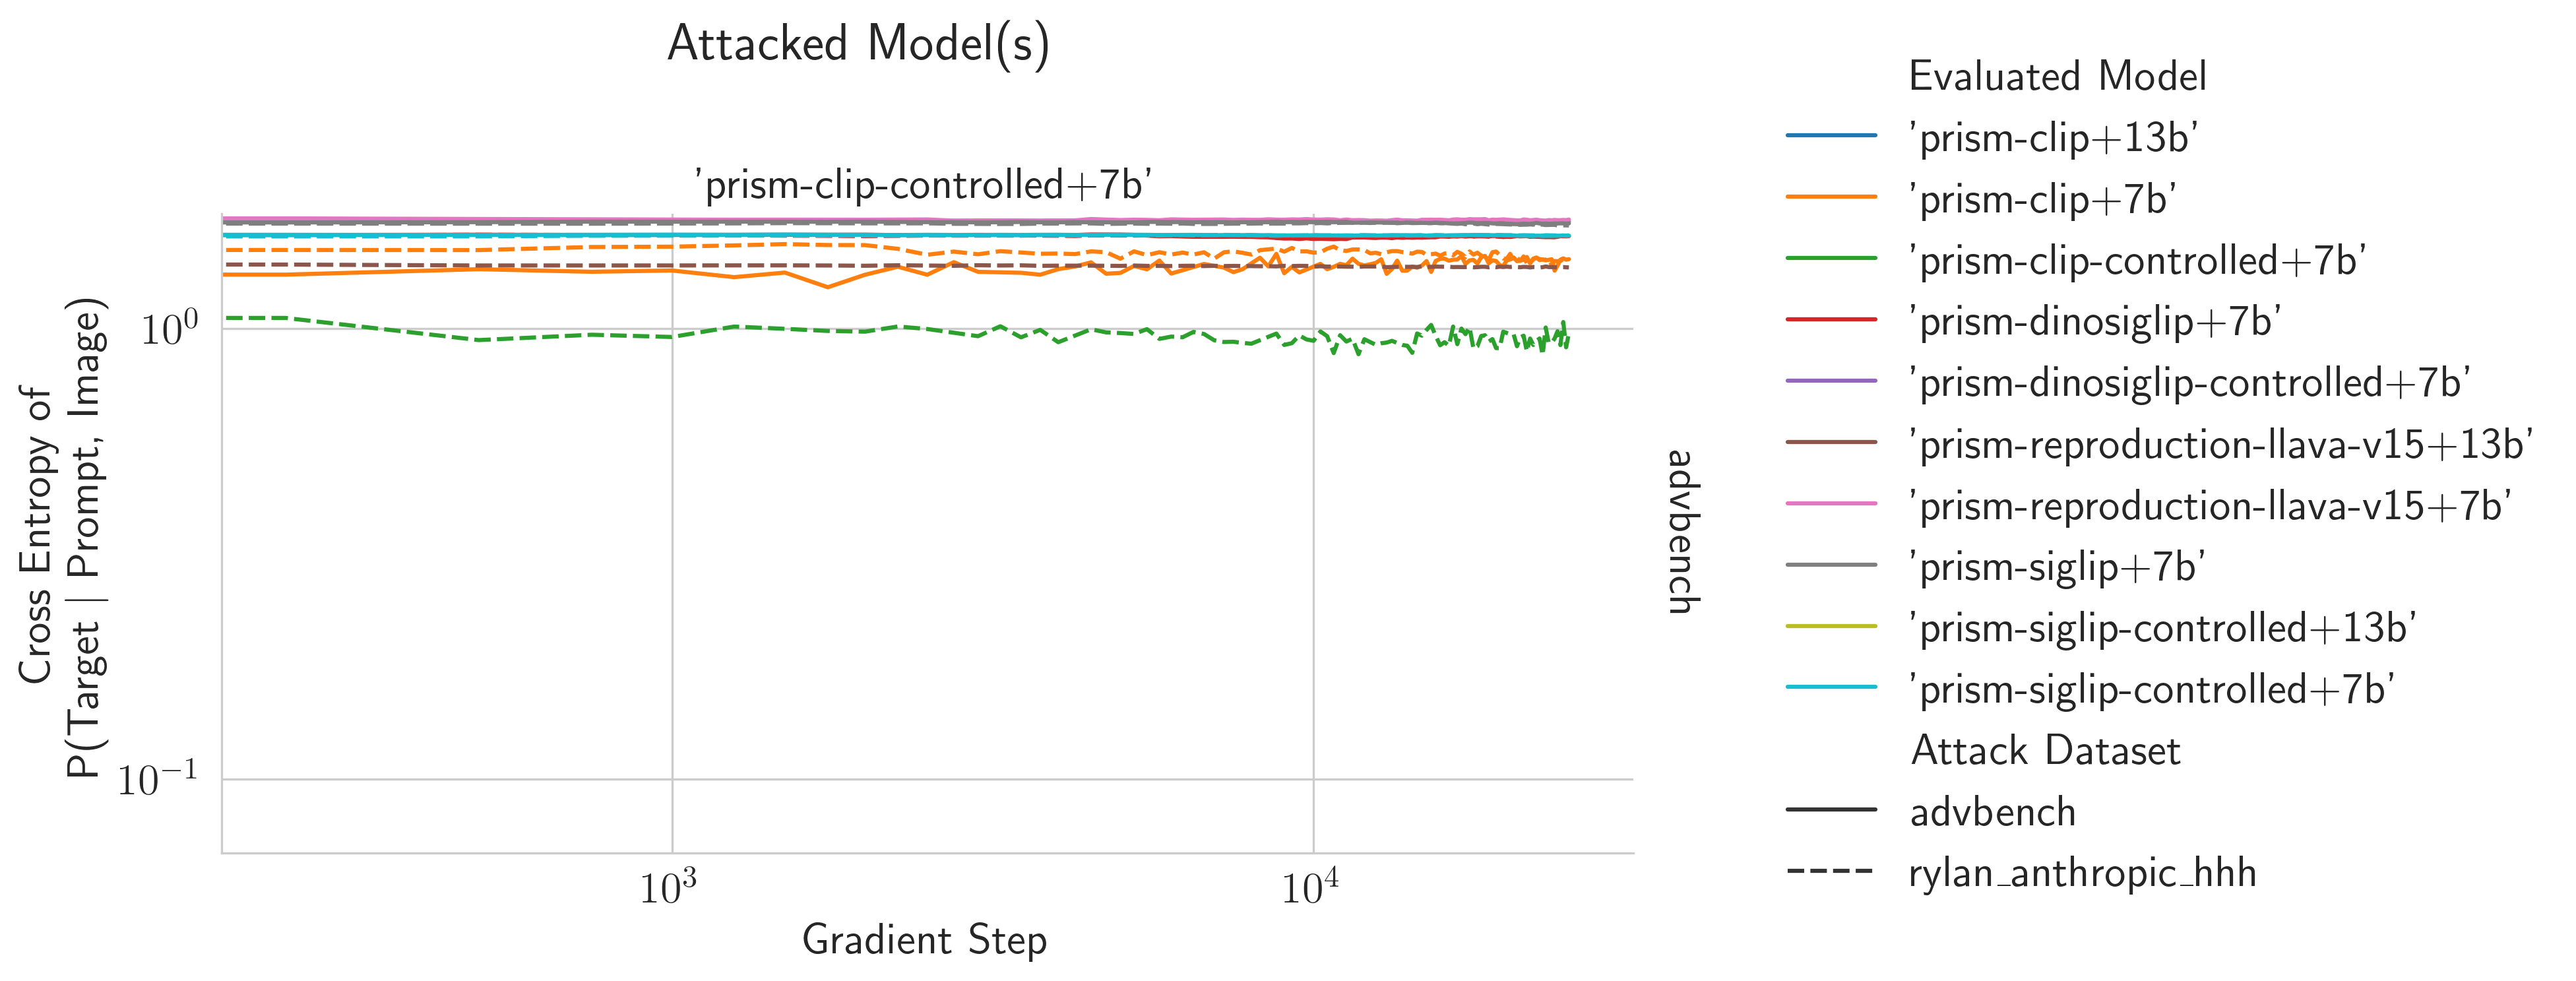 Attacked Model(s)
'prism-clip-controlled+7b'
Cross Entropy of
P(Target | Prompt, Image)
10^0
10^-1
10^3
10^4
Gradient Step
advbench
Evaluated Model
'prism-clip+13b'
'prism-clip+7b'
'prism-clip-controlled+7b'
'prism-dinosiglip+7b'
'prism-dinosiglip-controlled+7b'
'prism-reproduction-llava-v15+13b'
'prism-reproduction-llava-v15+7b'
'prism-siglip+7b'
'prism-siglip-controlled+13b'
'prism-siglip-controlled+7b'
Attack Dataset
advbench
rylan_anthropic_hhh